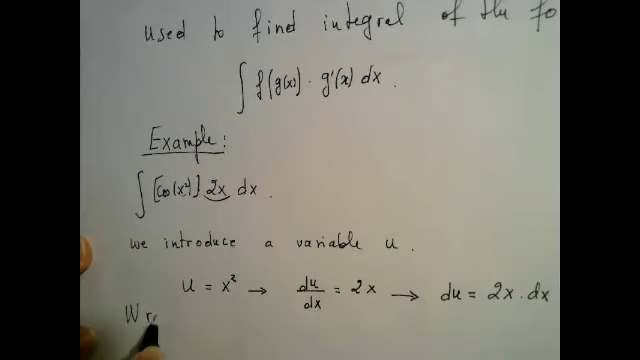 used to find integral of the fo
∫ f(g(x)) · g'(x) dx .
Example :
∫ [cos(x²)] 2x dx .
we introduce a variable u .
u = x² → du/dx = 2x → du = 2x . dx
Wr